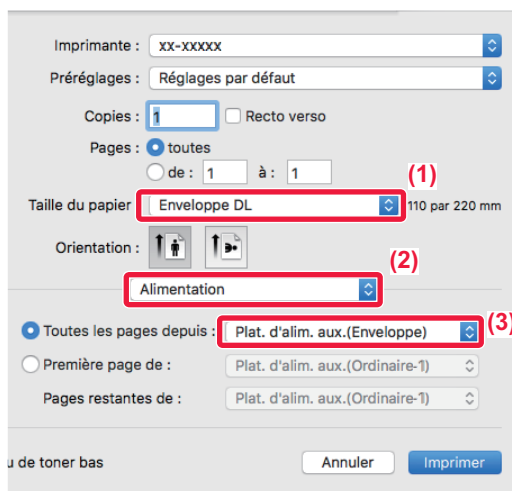 Imprimante : xx-xxxxx
Préréglages : Réglages par défaut
Copies : 1 Recto verso
Pages : toutes
de : 1 à : 1
(1)
Taille du papier Enveloppe DL 110 par 220 mm
Orientation :
(2)
Alimentation
Toutes les pages depuis : Plat. d'alim. aux.(Enveloppe) (3)
Première page de : Plat. d'alim. aux.(Ordinaire-1)
Pages restantes de : Plat. d'alim. aux.(Ordinaire-1)
u de toner bas Annuler Imprimer